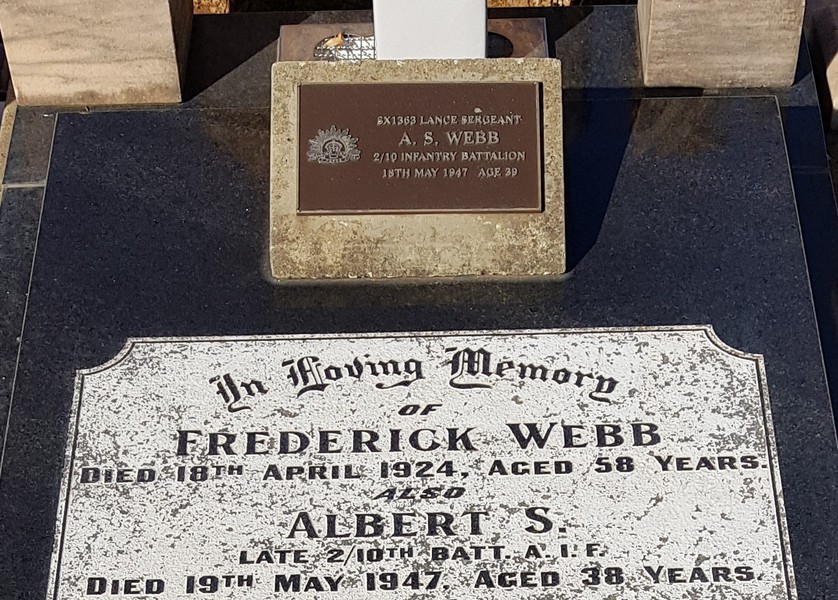 SX1363 LANCE SERGEANT
A. S. WEBB
2/10 INFANTRY BATTALION
18TH MAY 1947 AGE 39
In Loving Memory
OF
FREDERICK WEBB
DIED 18TH APRIL 1924, AGED 58 YEARS.
ALSO
ALBERT S.
LATE 2/10TH BATT. A.I.F.
DIED 19TH MAY 1947, AGED 38 YEARS.